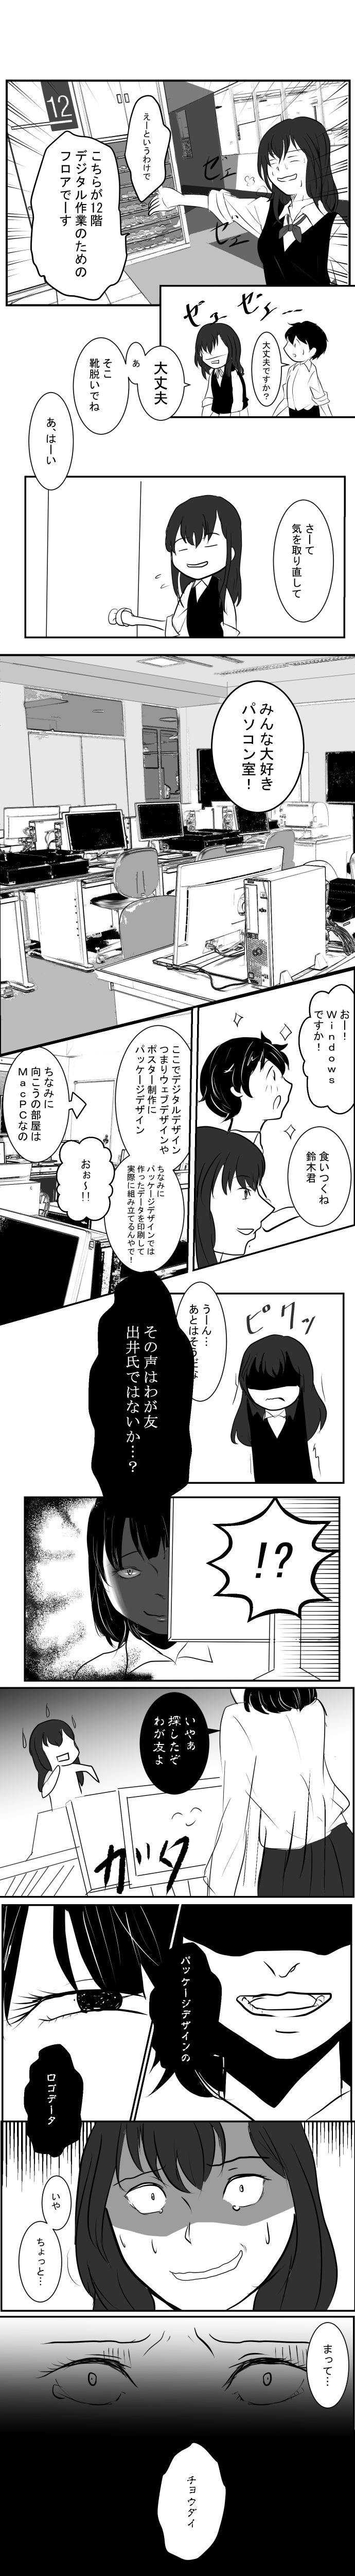 12
えーというわけで
こちらが12階
デジタル作業のための
フロアでーす
ゼェ
ゼェ
ゼェ
ゼェ…
大丈夫ですか?
大丈夫
あ
そこ
靴脱いでね
あ、はーい
さーて
気を取り直して
みんな大好き
パソコン室!
おー!
Windows
ですか!
食いつくね
鈴木君
ここでデジタルデザイン
つまりウェブデザインや
ポスター制作に
パッケージデザイン
ちなみに
パッケージデザインでは
作ったデータを印刷して
実際に組み立てるんやで!
ちなみに
向こうの部屋は
MacPCなの
おぉ~!!
うーん…
あとはそうだな
ピクッ
その声はわが友
出井氏ではないか…?
!?
いやぁ
探したぞ
わが友よ
ガタ
パッケージデザインの
…
ロゴデータ
いや
ちょっと…
まって…
チョウダイ